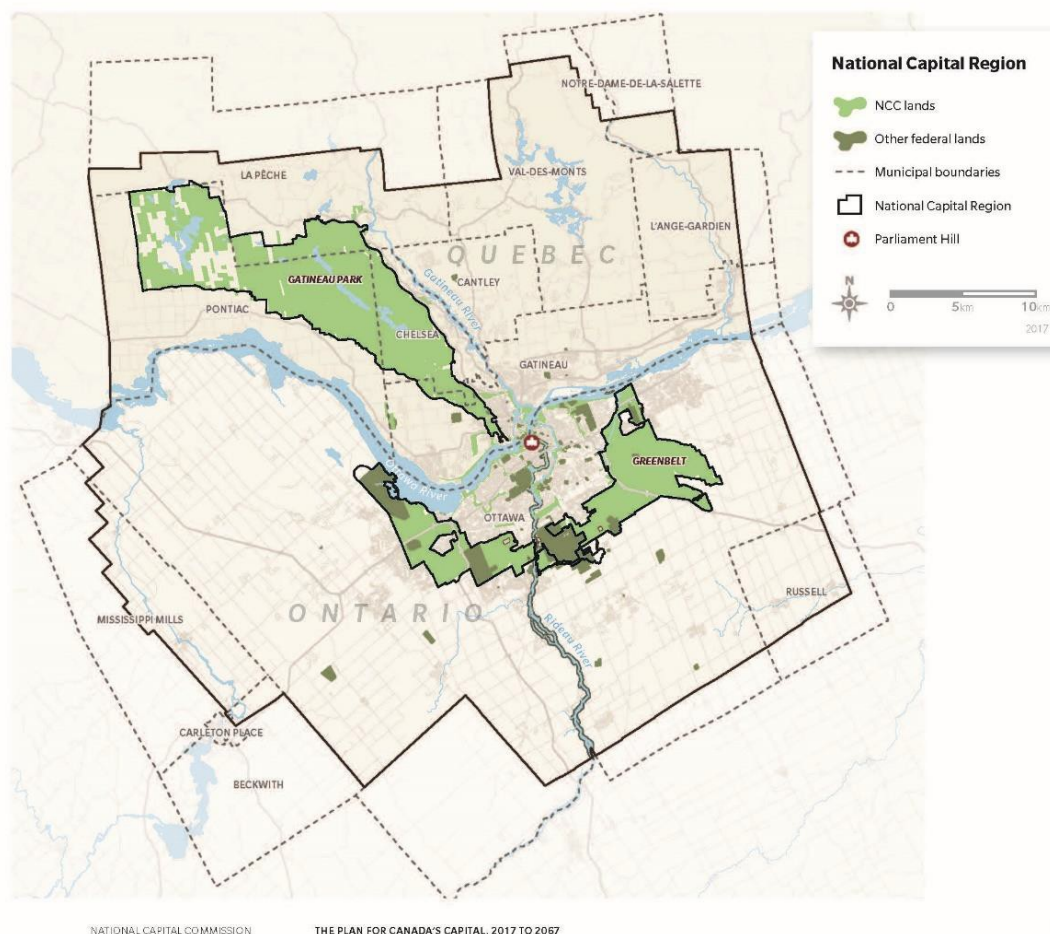 National Capital Region
NCC lands
Other federal lands
Municipal boundaries
National Capital Region
Parliament Hill
N
0 5km 10km
2017
NOTRE-DAME-DE-LA-SALETTE
LA PÊCHE
VAL-DES-MONTS
L'ANGE-GARDIEN
QUEBEC
GATINEAU PARK
Gatineau River
CANTLEY
PONTIAC
CHELSEA
GATINEAU
GREENBELT
Ottawa River
OTTAWA
ONTARIO
RUSSELL
MISSISSIPPI MILLS
Rideau River
CARLETON PLACE
BECKWITH
NATIONAL CAPITAL COMMISSION THE PLAN FOR CANADA'S CAPITAL, 2017 TO 2067